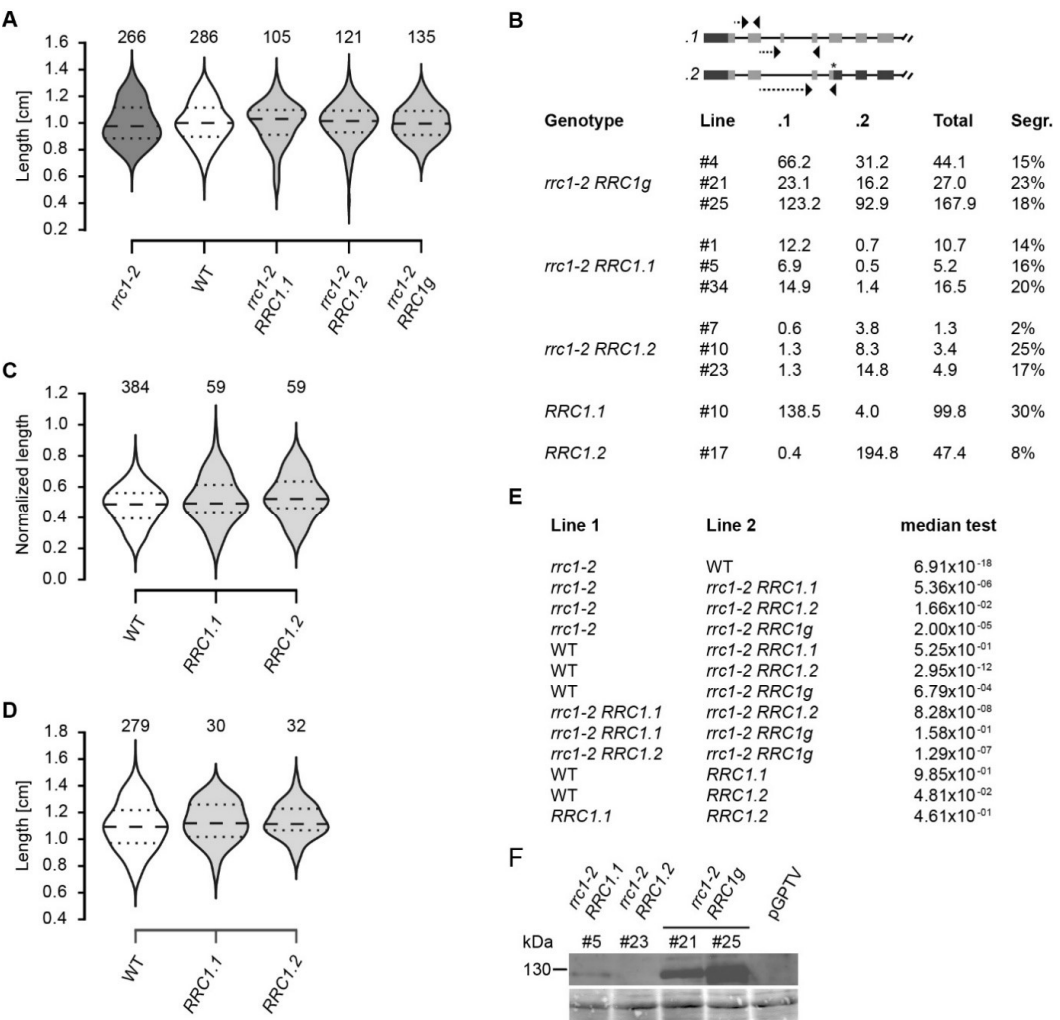 A
266 286 105 121 135
1.6
1.4
1.2
1.0
0.8
0.6
0.4
0.2
Length [cm]
rrc1-2
WT
rrc1-2 RRC1.1
rrc1-2 RRC1.2
rrc1-2 RRC1g
B
.1
.2
*
Genotype Line .1 .2 Total Segr.
#4 66.2 31.2 44.1 15%
rrc1-2 RRC1g #21 23.1 16.2 27.0 23%
#25 123.2 92.9 167.9 18%
#1 12.2 0.7 10.7 14%
rrc1-2 RRC1.1 #5 6.9 0.5 5.2 16%
#34 14.9 1.4 16.5 20%
#7 0.6 3.8 1.3 2%
rrc1-2 RRC1.2 #10 1.3 8.3 3.4 25%
#23 1.3 14.8 4.9 17%
RRC1.1 #10 138.5 4.0 99.8 30%
RRC1.2 #17 0.4 194.8 47.4 8%
C
384 59 59
1.2
1.0
0.8
0.6
0.4
0.2
0.0
Normalized length
WT
RRC1.1
RRC1.2
D
279 30 32
1.8
1.6
1.4
1.2
1.0
0.8
0.6
0.4
Length [cm]
WT
RRC1.1
RRC1.2
E
Line 1 Line 2 median test
rrc1-2 WT 6.91x10⁻¹⁸
rrc1-2 rrc1-2 RRC1.1 5.36x10⁻⁰⁶
rrc1-2 rrc1-2 RRC1.2 1.66x10⁻⁰²
rrc1-2 rrc1-2 RRC1g 2.00x10⁻⁰⁵
WT rrc1-2 RRC1.1 5.25x10⁻⁰¹
WT rrc1-2 RRC1.2 2.95x10⁻¹²
WT rrc1-2 RRC1g 6.79x10⁻⁰⁴
rrc1-2 RRC1.1 rrc1-2 RRC1.2 8.28x10⁻⁰⁸
rrc1-2 RRC1.1 rrc1-2 RRC1g 1.58x10⁻⁰¹
rrc1-2 RRC1.2 rrc1-2 RRC1g 1.29x10⁻⁰⁷
WT RRC1.1 9.85x10⁻⁰¹
WT RRC1.2 4.81x10⁻⁰²
RRC1.1 RRC1.2 4.61x10⁻⁰¹
F
rrc1-2 RRC1.1
rrc1-2 RRC1.2
rrc1-2 RRC1g
pGPTV
kDa #5 #23 #21 #25
130